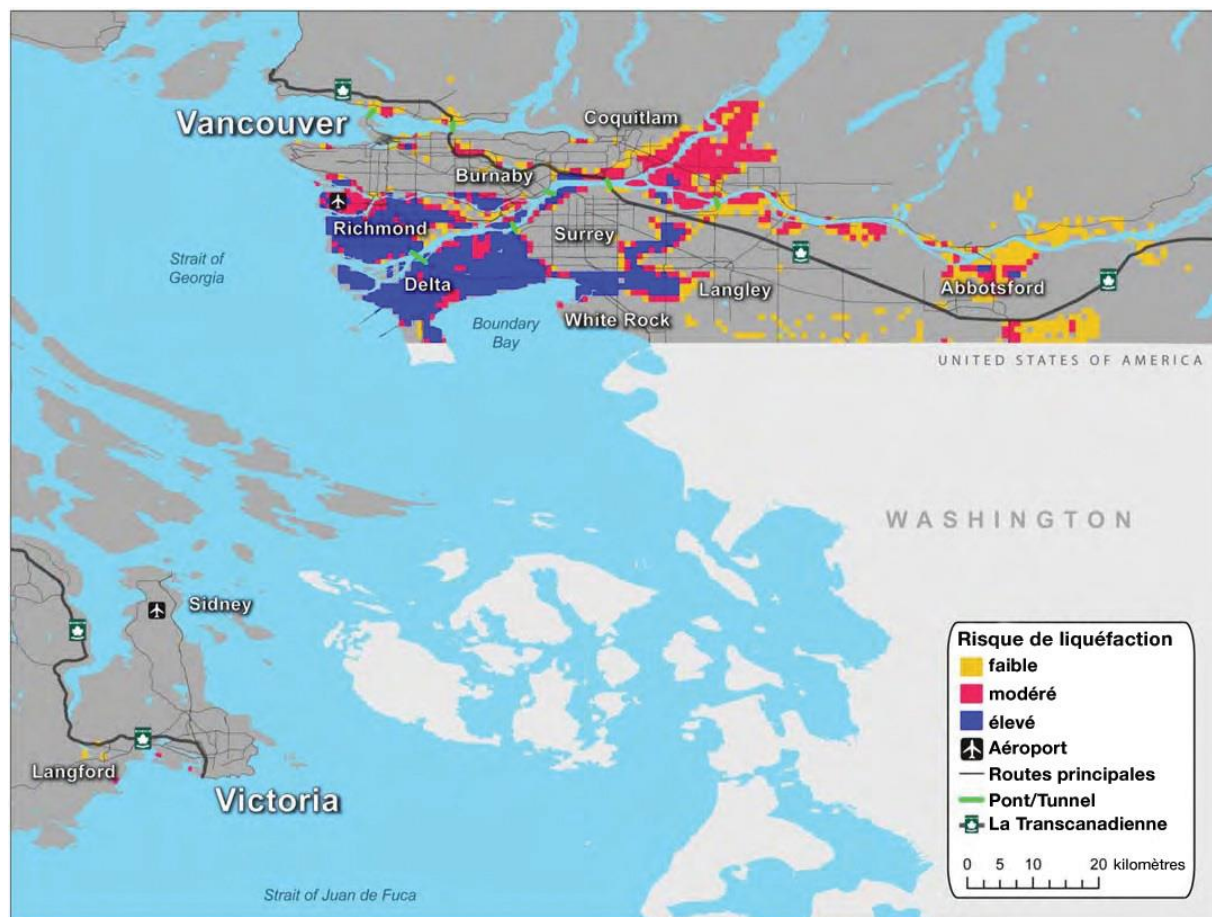 Vancouver
Coquitlam
Burnaby
Richmond
Surrey
Strait of
Georgia
Delta
Langley
Abbotsford
White Rock
Boundary
Bay
UNITED STATES OF AMERICA
WASHINGTON
Sidney
Langford
Victoria
Strait of Juan de Fuca
Risque de liquéfaction
faible
modéré
élevé
Aéroport
Routes principales
Pont/Tunnel
La Transcanadienne
0 5 10 20 kilomètres